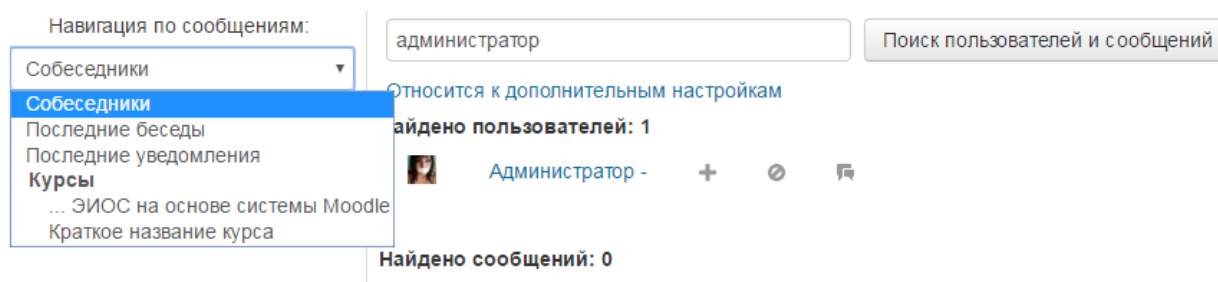 Навигация по сообщениям:
Собеседники
Собеседники
Последние беседы
Последние уведомления
Курсы
... ЭИОС на основе системы Moodle
Краткое название курса
администратор
Поиск пользователей и сообщений
Относится к дополнительным настройкам
айдено пользователей: 1
Администратор -
Найдено сообщений: 0